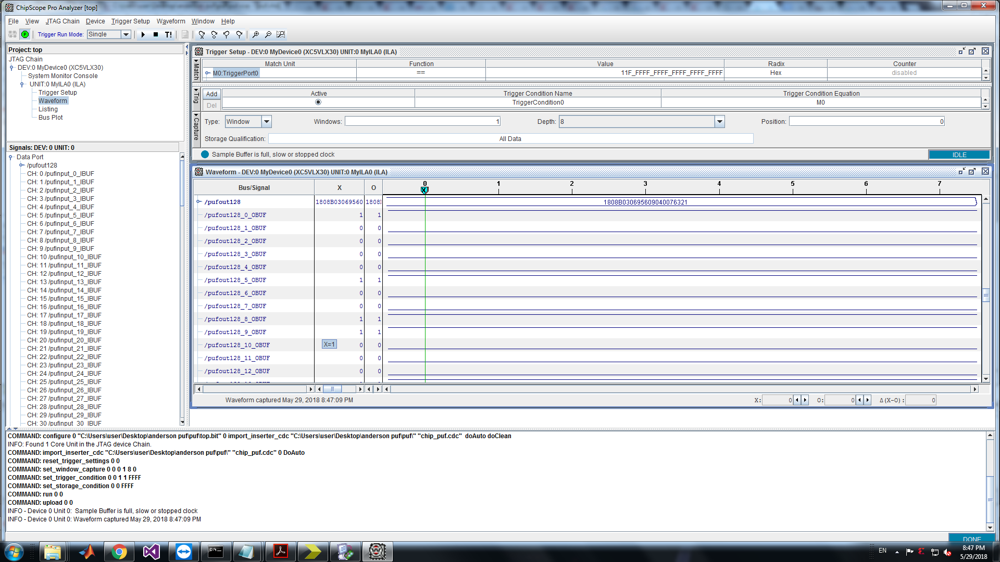 ChipScope Pro Analyzer [top]
File View JTAG Chain Device Trigger Setup Waveform Window Help
Trigger Run Mode: Single T!
Project: top
JTAG Chain
DEV:0 MyDevice0 (XC5VLX30)
System Monitor Console
UNIT:0 MyILA0 (ILA)
Trigger Setup
Waveform
Listing
Bus Plot
Signals: DEV: 0 UNIT: 0
Data Port
/pufout128
CH: 0 /pufinput_0_IBUF
CH: 1 /pufinput_1_IBUF
CH: 2 /pufinput_2_IBUF
CH: 3 /pufinput_3_IBUF
CH: 4 /pufinput_4_IBUF
CH: 5 /pufinput_5_IBUF
CH: 6 /pufinput_6_IBUF
CH: 7 /pufinput_7_IBUF
CH: 8 /pufinput_8_IBUF
CH: 9 /pufinput_9_IBUF
CH: 10 /pufinput_10_IBUF
CH: 11 /pufinput_11_IBUF
CH: 12 /pufinput_12_IBUF
CH: 13 /pufinput_13_IBUF
CH: 14 /pufinput_14_IBUF
CH: 15 /pufinput_15_IBUF
CH: 16 /pufinput_16_IBUF
CH: 17 /pufinput_17_IBUF
CH: 18 /pufinput_18_IBUF
CH: 19 /pufinput_19_IBUF
CH: 20 /pufinput_20_IBUF
CH: 21 /pufinput_21_IBUF
CH: 22 /pufinput_22_IBUF
CH: 23 /pufinput_23_IBUF
CH: 24 /pufinput_24_IBUF
CH: 25 /pufinput_25_IBUF
CH: 26 /pufinput_26_IBUF
CH: 27 /pufinput_27_IBUF
CH: 28 /pufinput_28_IBUF
CH: 29 /pufinput_29_IBUF
CH: 30 /pufinput_30_IBUF
Trigger Setup - DEV:0 MyDevice0 (XC5VLX30) UNIT:0 MyILA0 (ILA)
Match
Match Unit Function Value Radix Counter
M0:TriggerPort0 == 11F_FFFF_FFFF_FFFF_FFFF_FFFF Hex disabled
Trig
Add Active Trigger Condition Name Trigger Condition Equation
Del TriggerCondition0 M0
Capture
Type: Window Windows: 1 Depth: 8 Position: 0
Storage Qualification: All Data
Sample Buffer is full, slow or stopped clock IDLE
Waveform - DEV:0 MyDevice0 (XC5VLX30) UNIT:0 MyILA0 (ILA)
Bus/Signal X O 0 1 2 3 4 5 6 7
X
/pufout128 1808B03069560 1808 1808B030695609040076321
/pufout128_0_OBUF 1 1
/pufout128_1_OBUF 0 0
/pufout128_2_OBUF 0 0
/pufout128_3_OBUF 0 0
/pufout128_4_OBUF 0 0
/pufout128_5_OBUF 1 1
/pufout128_6_OBUF 0 0
/pufout128_7_OBUF 0 0
/pufout128_8_OBUF 1 1
/pufout128_9_OBUF 1 1
/pufout128_10_OBUF X=1 0 0
/pufout128_11_OBUF 0 0
/pufout128_12_OBUF 0 0
Waveform captured May 29, 2018 8:47:09 PM X: 0 O: 0 Δ(X-O): 0
COMMAND: configure 0 "C:\Users\user\Desktop\anderson puf\puf\top.bit" 0 import_inserter_cdc "C:\Users\user\Desktop\anderson puf\puf\" "chip_puf.cdc" doAuto doClean
INFO: Found 1 Core Unit in the JTAG device Chain.
COMMAND: import_inserter_cdc "C:\Users\user\Desktop\anderson puf\puf\" "chip_puf.cdc" 0 DoAuto
COMMAND: reset_trigger_settings 0 0
COMMAND: set_window_capture 0 0 0 1 8 0
COMMAND: set_trigger_condition 0 0 1 1 FFFF
COMMAND: set_storage_condition 0 0 FFFF
COMMAND: run 0 0
COMMAND: upload 0 0
INFO - Device 0 Unit 0: Sample Buffer is full, slow or stopped clock
INFO - Device 0 Unit 0: Waveform captured May 29, 2018 8:47:09 PM
DONE
EN 8:47 PM
5/29/2018